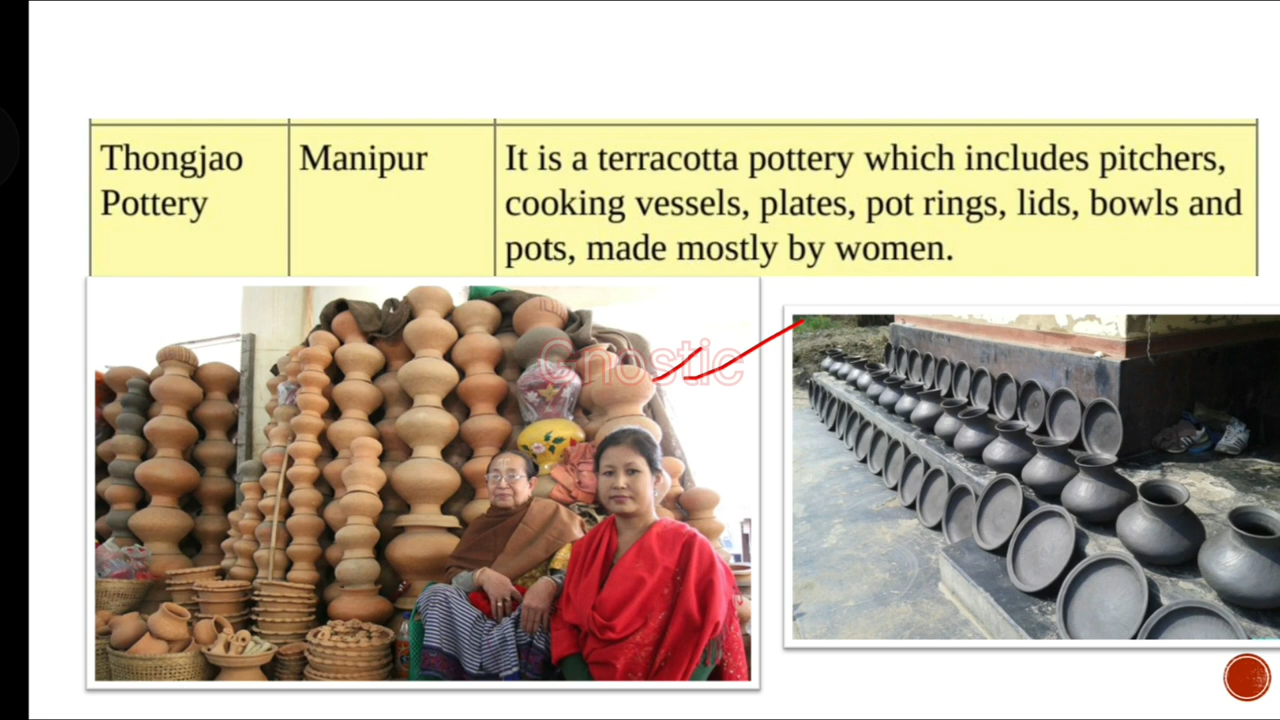 Thongjao
Pottery
Manipur
It is a terracotta pottery which includes pitchers,
cooking vessels, plates, pot rings, lids, bowls and
pots, made mostly by women.
Gnostic